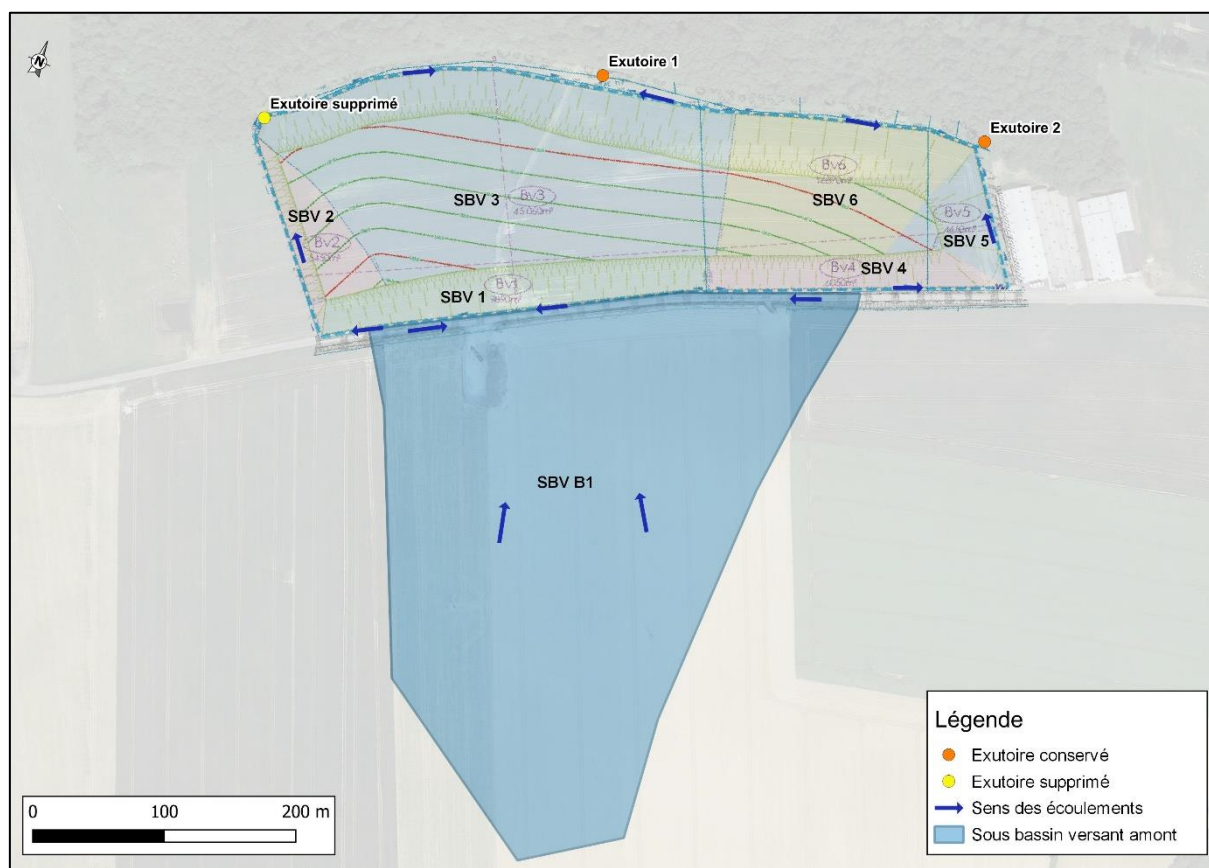 N
Exutoire 1
Exutoire supprimé
Exutoire 2
Bv6
SBV 3
Bv3
45060m²
SBV 6
SBV 2
Bv2
Bv5
SBV 5
Bv4
SBV 4
SBV 1
Bv1
SBV B1
Légende
Exutoire conservé
Exutoire supprimé
Sens des écoulements
Sous bassin versant amont
0 100 200 m